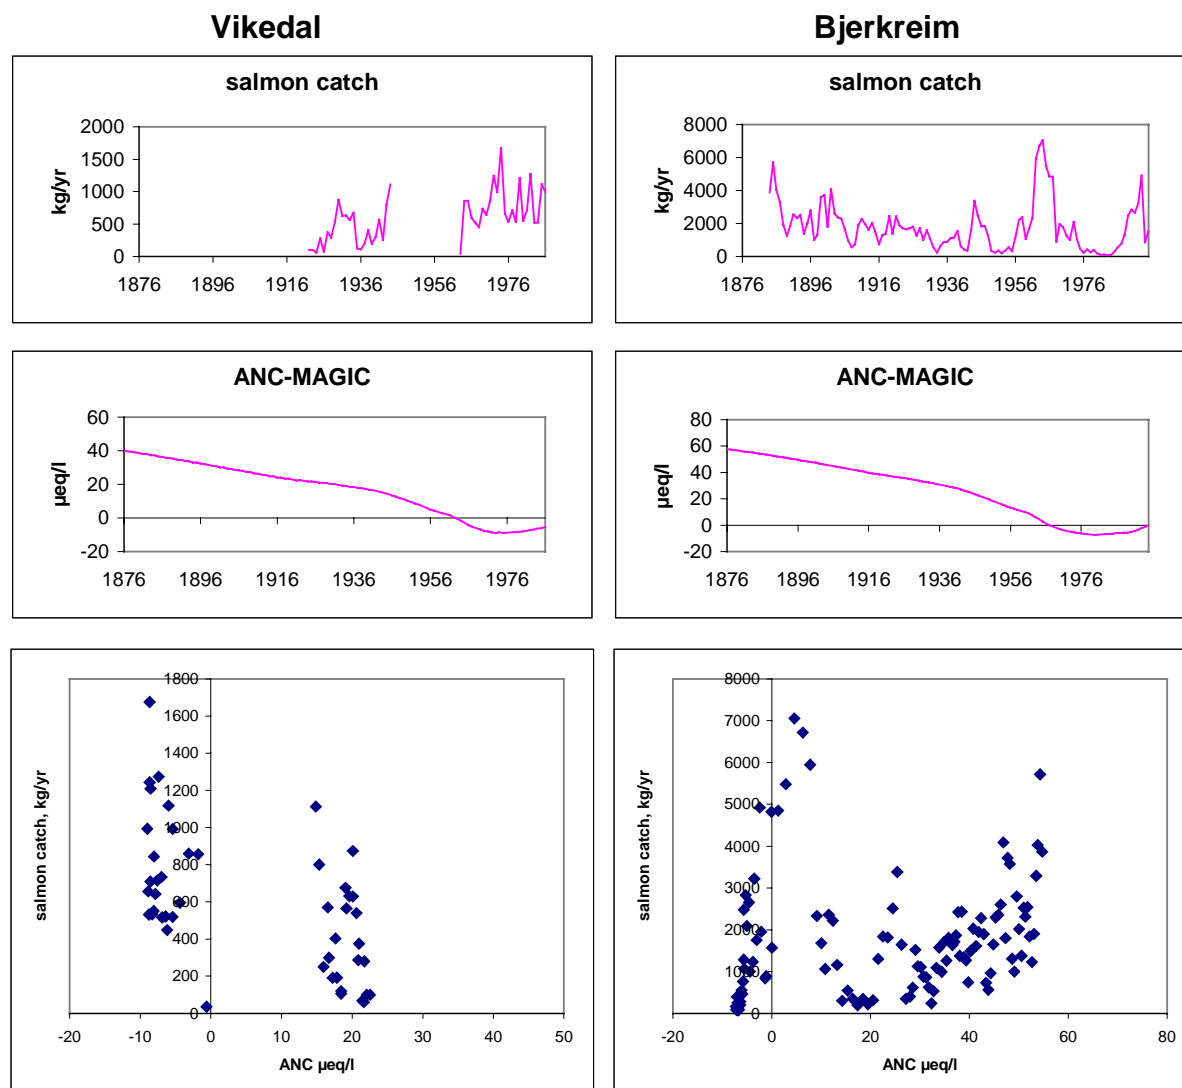 Vikedal
salmon catch
kg/yr
2000
1500
1000
500
0
1876 1896 1916 1936 1956 1976
ANC-MAGIC
µeq/l
60
40
20
0
-20
1876 1896 1916 1936 1956 1976
salmon catch, kg/yr
1800
1600
1400
1200
1000
800
600
400
200
0
-20 -10 0 10 20 30 40 50
ANC µeq/l
Bjerkreim
salmon catch
kg/yr
8000
6000
4000
2000
0
1876 1896 1916 1936 1956 1976
ANC-MAGIC
µeq/l
80
60
40
20
0
-20
1876 1896 1916 1936 1956 1976
salmon catch, kg/yr
8000
7000
6000
5000
4000
3000
2000
1000
0
-20 0 20 40 60 80
ANC µeq/l